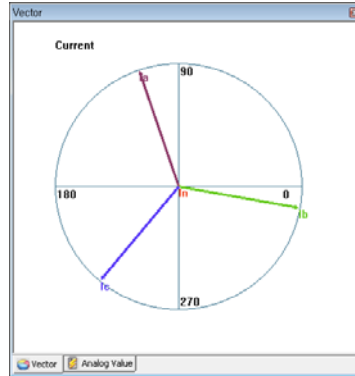 Vector
Current
90
Ia
180
In
0
Ib
Ic
270
Vector
Analog Value